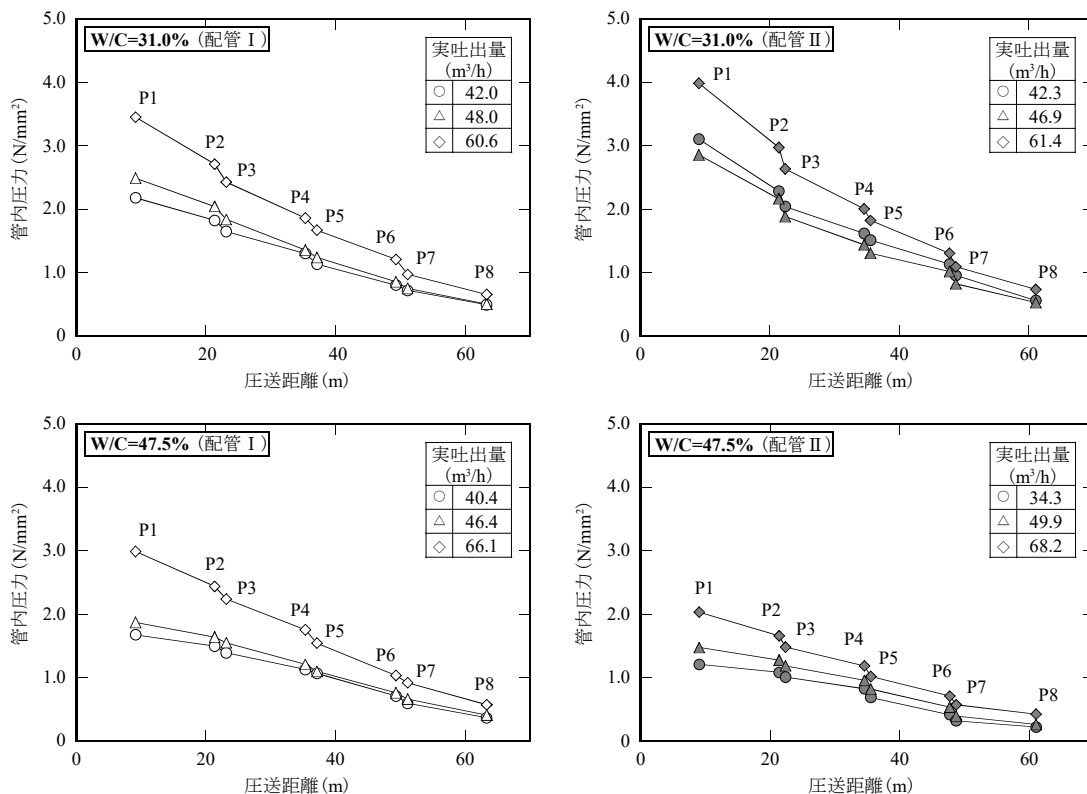 W/C=31.0% (配管Ⅰ)
実吐出量
(m³/h)
○ 42.0
△ 48.0
◇ 60.6
P1
P2
P3
P4
P5
P6
P7
P8
5.0
4.0
3.0
2.0
1.0
0
0
20
40
60
管内圧力 (N/mm²)
圧送距離 (m)
W/C=31.0% (配管Ⅱ)
実吐出量
(m³/h)
○ 42.3
△ 46.9
◇ 61.4
P1
P2
P3
P4
P5
P6
P7
P8
5.0
4.0
3.0
2.0
1.0
0
0
20
40
60
管内圧力 (N/mm²)
圧送距離 (m)
W/C=47.5% (配管Ⅰ)
実吐出量
(m³/h)
○ 40.4
△ 46.4
◇ 66.1
P1
P2
P3
P4
P5
P6
P7
P8
5.0
4.0
3.0
2.0
1.0
0
0
20
40
60
管内圧力 (N/mm²)
圧送距離 (m)
W/C=47.5% (配管Ⅱ)
実吐出量
(m³/h)
○ 34.3
△ 49.9
◇ 68.2
P1
P2
P3
P4
P5
P6
P7
P8
5.0
4.0
3.0
2.0
1.0
0
0
20
40
60
管内圧力 (N/mm²)
圧送距離 (m)